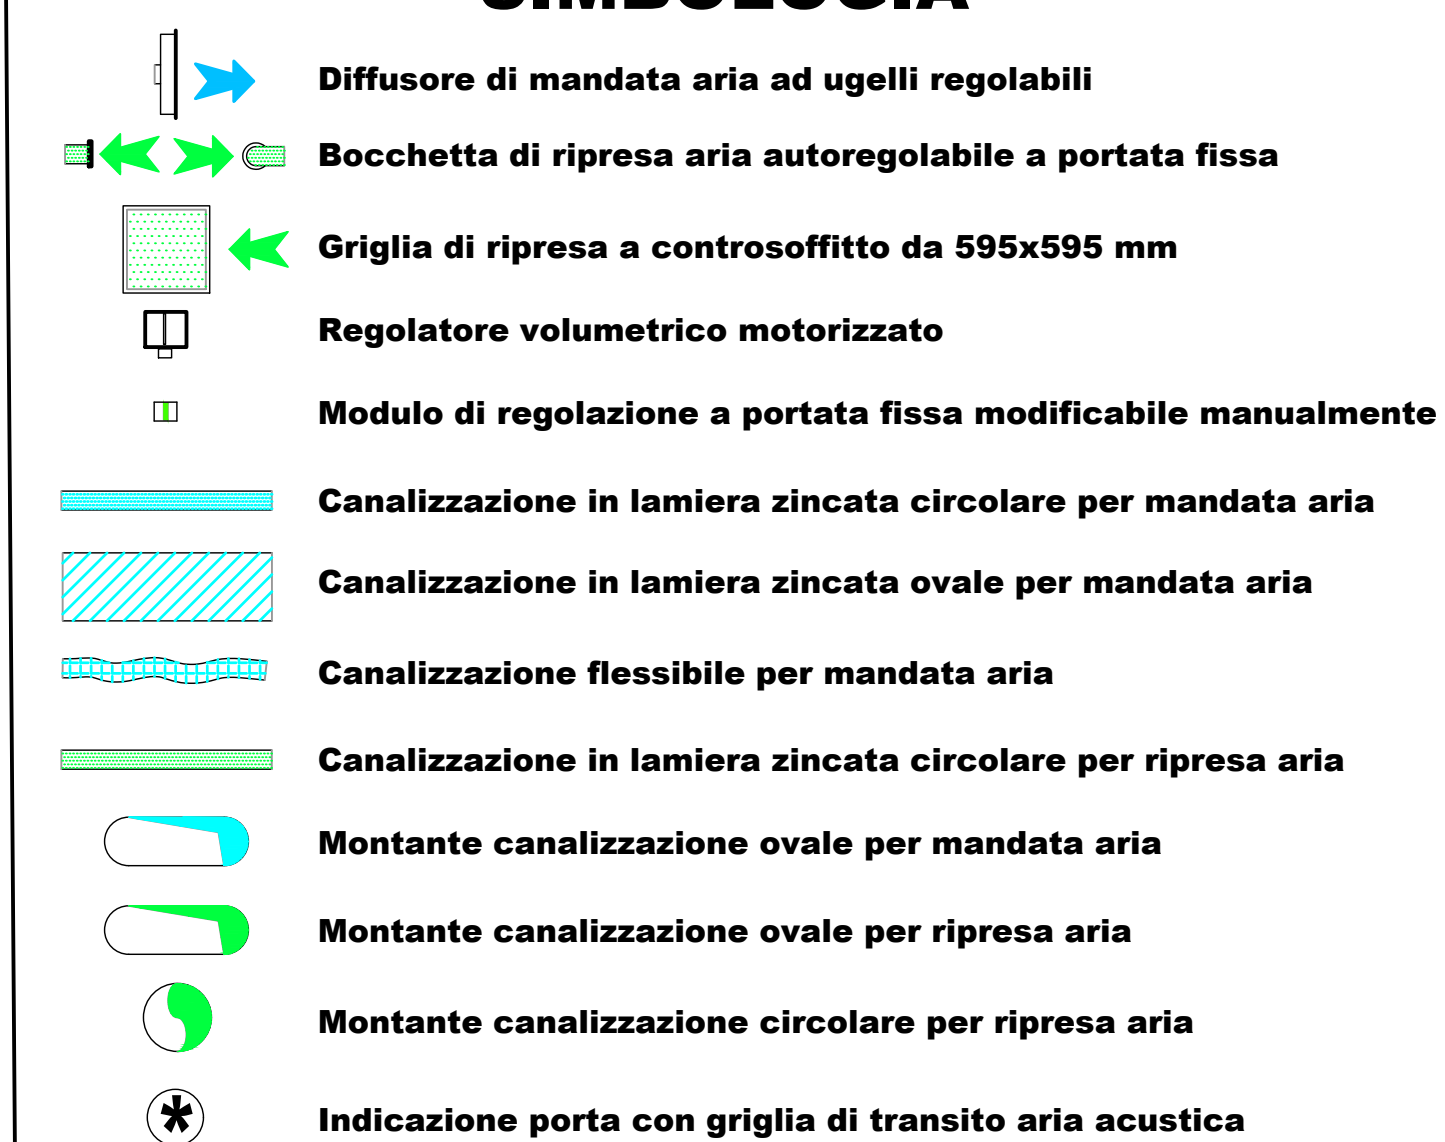 SIMBOLOGIA
Diffusore di mandata aria ad ugelli regolabili
Bocchetta di ripresa aria autoregolabile a portata fissa
Griglia di ripresa a controsoffitto da 595x595 mm
Regolatore volumetrico motorizzato
Modulo di regolazione a portata fissa modificabile manualmente
Canalizzazione in lamiera zincata circolare per mandata aria
Canalizzazione in lamiera zincata ovale per mandata aria
Canalizzazione flessibile per mandata aria
Canalizzazione in lamiera zincata circolare per ripresa aria
Montante canalizzazione ovale per mandata aria
Montante canalizzazione ovale per ripresa aria
Montante canalizzazione circolare per ripresa aria
* Indicazione porta con griglia di transito aria acustica